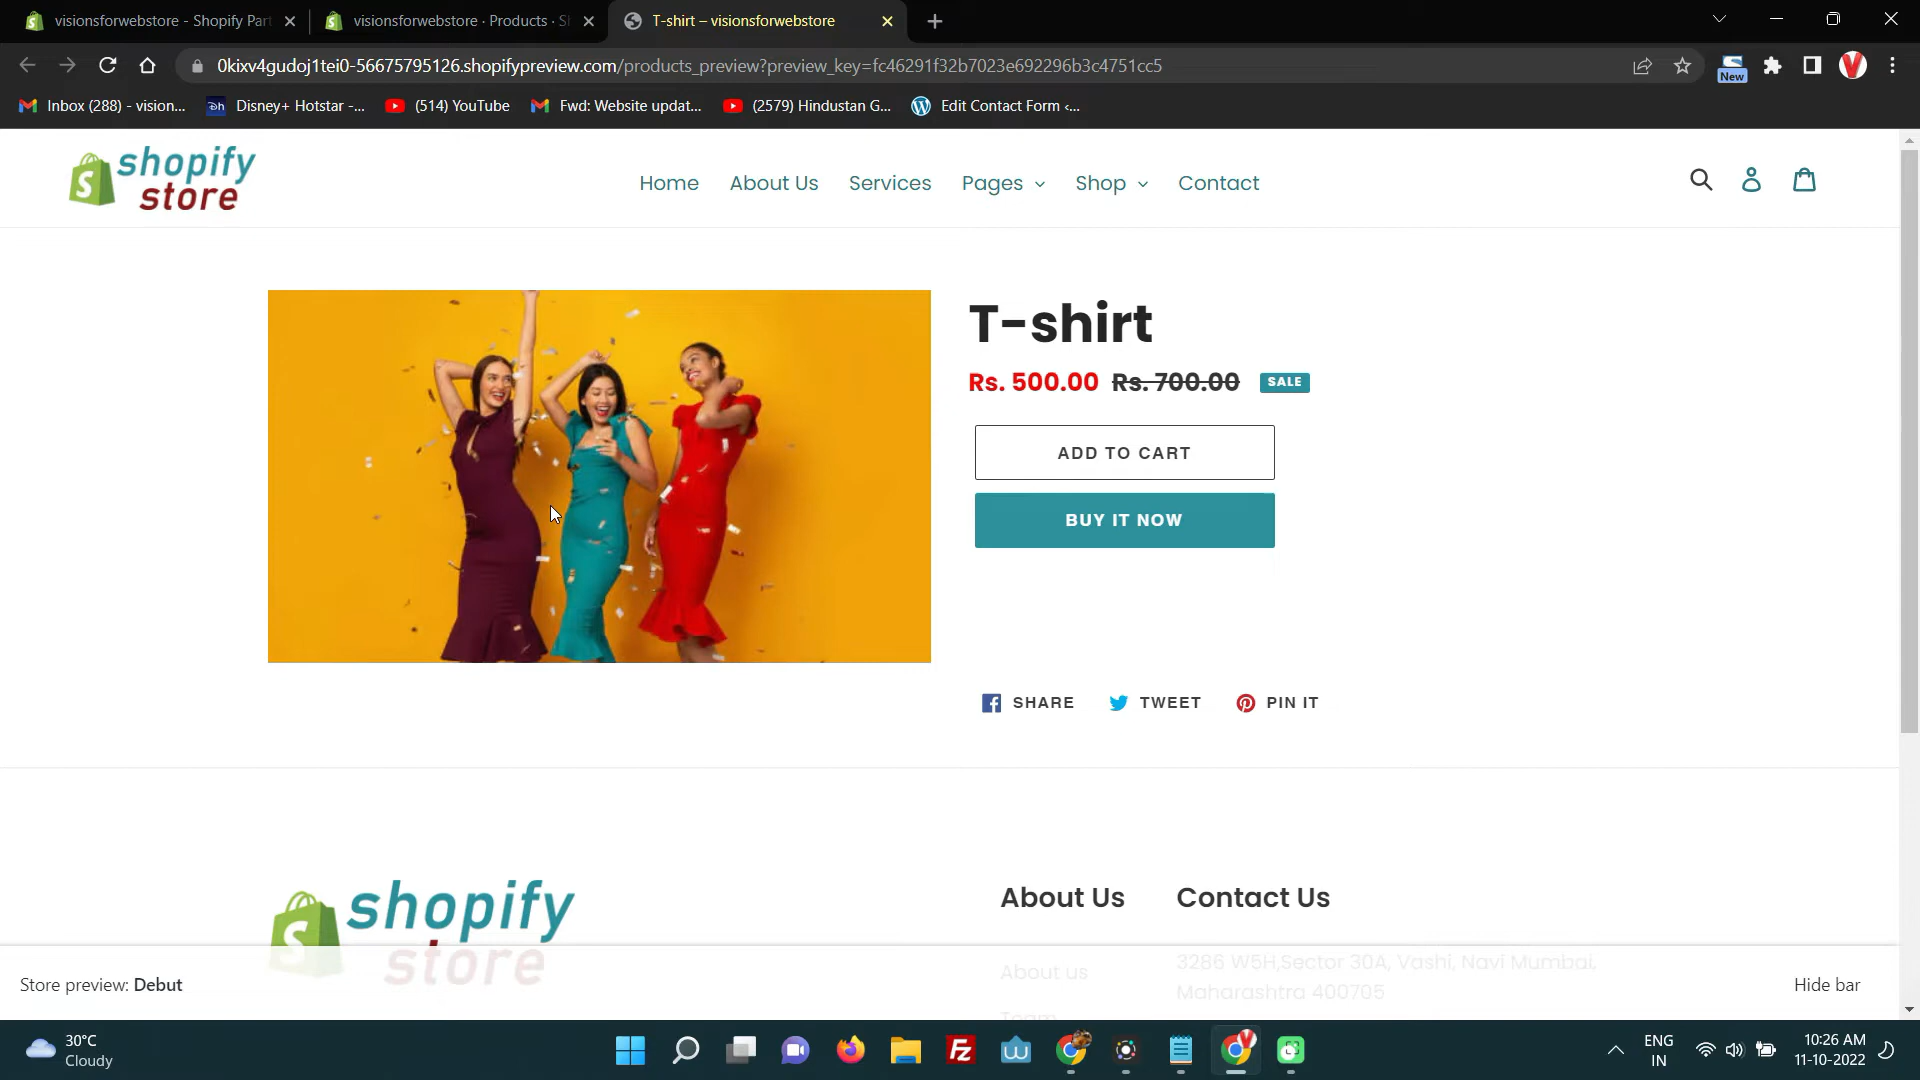 visionsforwebstore - Shopify Part
visionsforwebstore · Products · S
T-shirt – visionsforwebstore
0kixv4gudoj1tei0-56675795126.shopifypreview.com/products_preview?preview_key=fc46291f32b7023e692296b3c4751cc5
New
Inbox (288) - vision...
Disney+ Hotstar -...
(514) YouTube
Fwd: Website updat...
(2579) Hindustan G...
Edit Contact Form ‹...
shopify
store
Home
About Us
Services
Pages
Shop
Contact
T-shirt
Rs. 500.00 Rs. 700.00 SALE
ADD TO CART
BUY IT NOW
SHARE
TWEET
PIN IT
shopify
store
About Us
Contact Us
About us
3286 W5H,Sector 30A, Vashi, Navi Mumbai,
Maharashtra 400705
Team
Store preview: Debut
Hide bar
30°C
Cloudy
ENG
IN
10:26 AM
11-10-2022